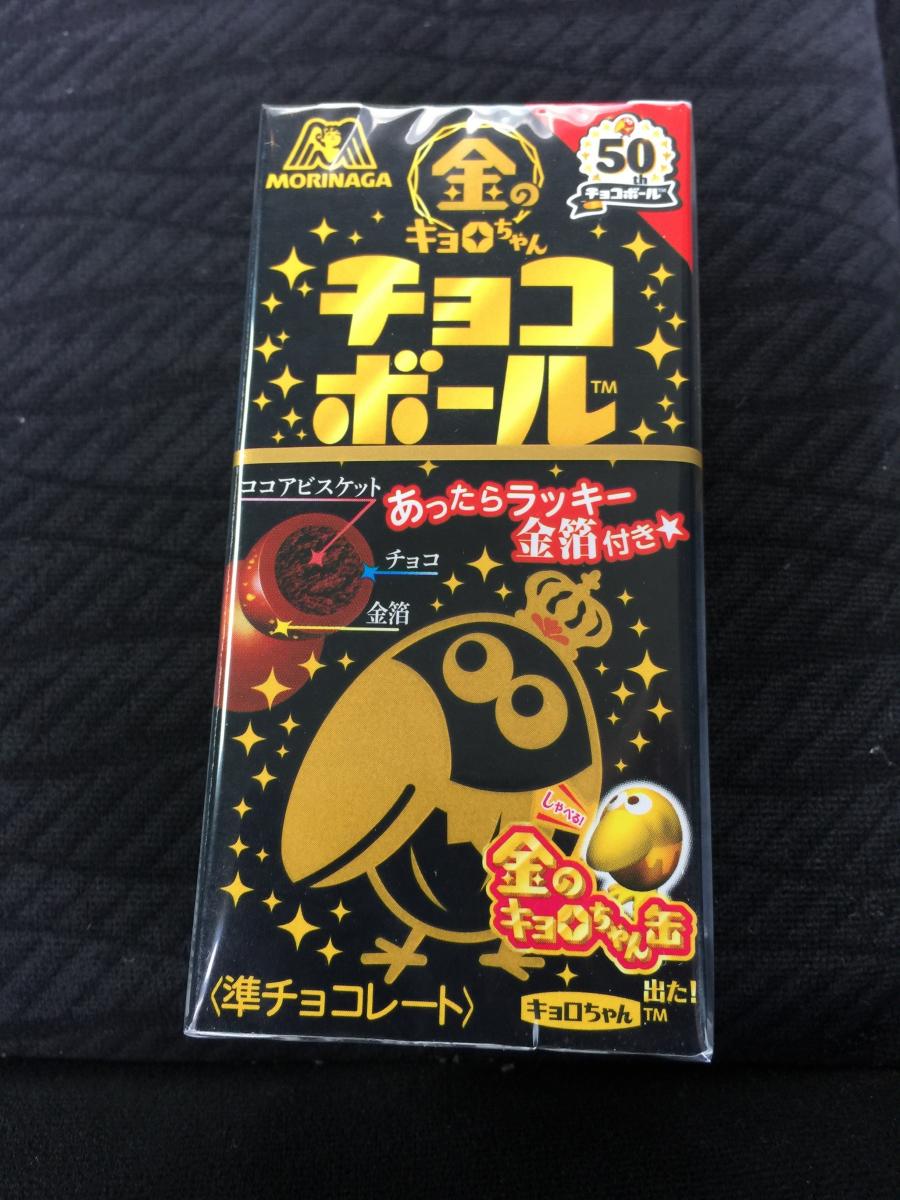 MORINAGA
金の
キョロちゃん
50th
チョコボール™
チョコ
ボール™
ココアビスケット
あったらラッキー
金箔付き★
チョコ
金箔
しゃべる!
金の
キョロちゃん缶
出た!
〈準チョコレート〉
キョロちゃん™